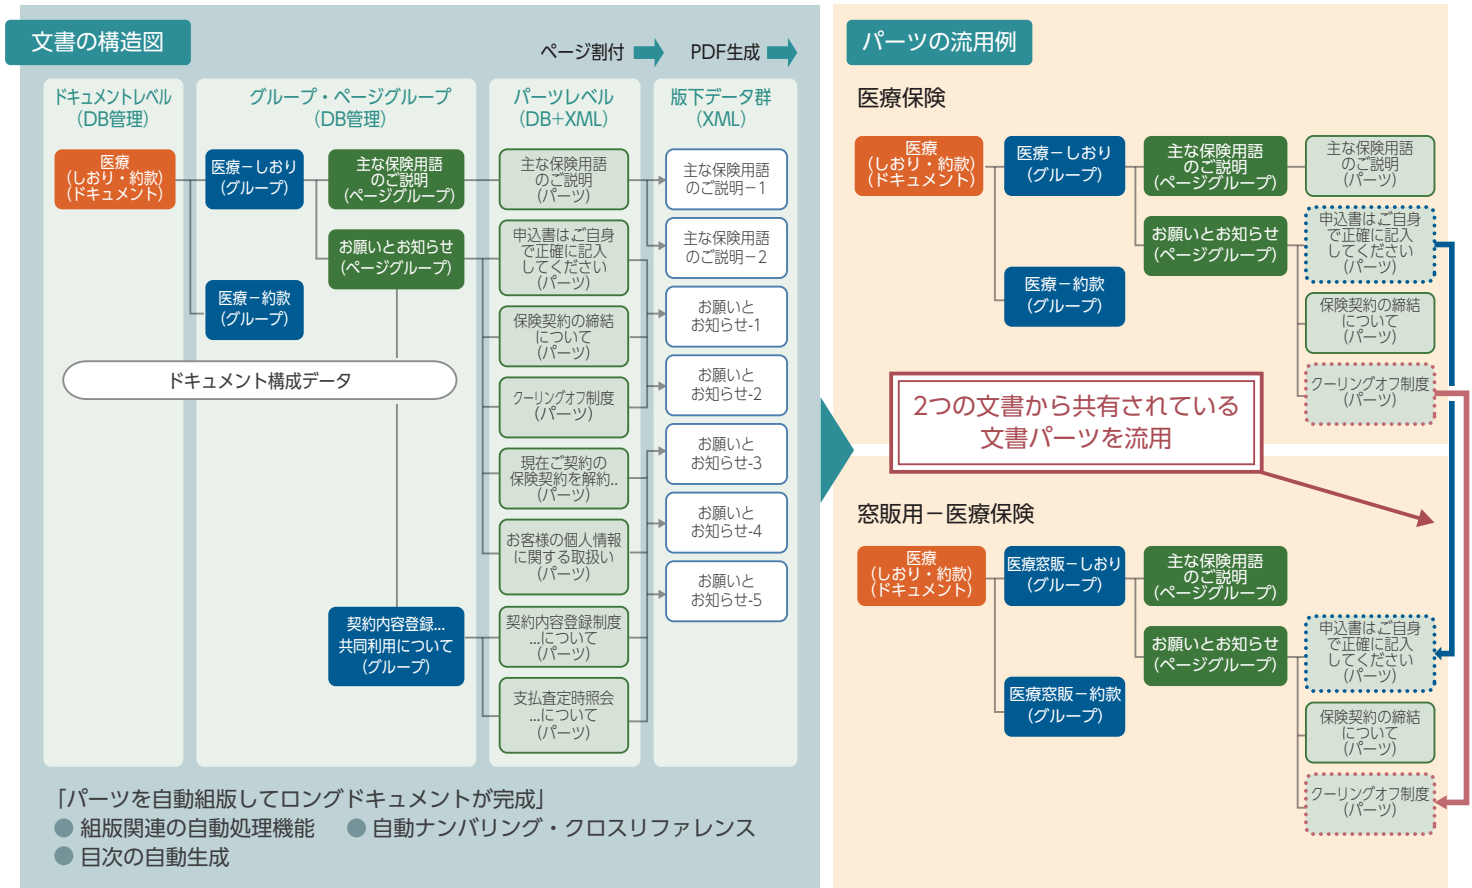 文書の構造図
ページ割付
PDF生成
ドキュメントレベル
(DB管理)
グループ・ページグループ
(DB管理)
パーツレベル
(DB+XML)
版下データ群
(XML)
医療
(しおり・約款)
(ドキュメント)
医療－しおり
(グループ)
医療－約款
(グループ)
主な保険用語
のご説明
(ページグループ)
お願いとお知らせ
(ページグループ)
ドキュメント構成データ
契約内容登録...
共同利用について
(グループ)
主な保険用語
のご説明
(パーツ)
申込書はご自身
で正確に記入
してください
(パーツ)
保険契約の締結
について
(パーツ)
クーリングオフ制度
(パーツ)
現在ご契約の
保険契約を解約..
(パーツ)
お客様の個人情報
に関する取扱い
(パーツ)
契約内容登録制度
...について
(パーツ)
支払査定時照会
...について
(パーツ)
主な保険用語
のご説明－1
主な保険用語
のご説明－2
お願いと
お知らせ-1
お願いと
お知らせ-2
お願いと
お知らせ-3
お願いと
お知らせ-4
お願いと
お知らせ-5
「パーツを自動組版してロングドキュメントが完成」
● 組版関連の自動処理機能 ● 自動ナンバリング・クロスリファレンス
● 目次の自動生成
パーツの流用例
医療保険
医療
(しおり・約款)
(ドキュメント)
医療－しおり
(グループ)
医療－約款
(グループ)
主な保険用語
のご説明
(ページグループ)
お願いとお知らせ
(ページグループ)
主な保険用語
のご説明
(パーツ)
申込書はご自身
で正確に記入
してください
(パーツ)
保険契約の締結
について
(パーツ)
クーリングオフ制度
(パーツ)
2つの文書から共有されている
文書パーツを流用
窓販用－医療保険
医療
(しおり・約款)
(ドキュメント)
医療窓販－しおり
(グループ)
医療窓販－約款
(グループ)
主な保険用語
のご説明
(ページグループ)
お願いとお知らせ
(ページグループ)
申込書はご自身
で正確に記入
してください
(パーツ)
保険契約の締結
について
(パーツ)
クーリングオフ制度
(パーツ)